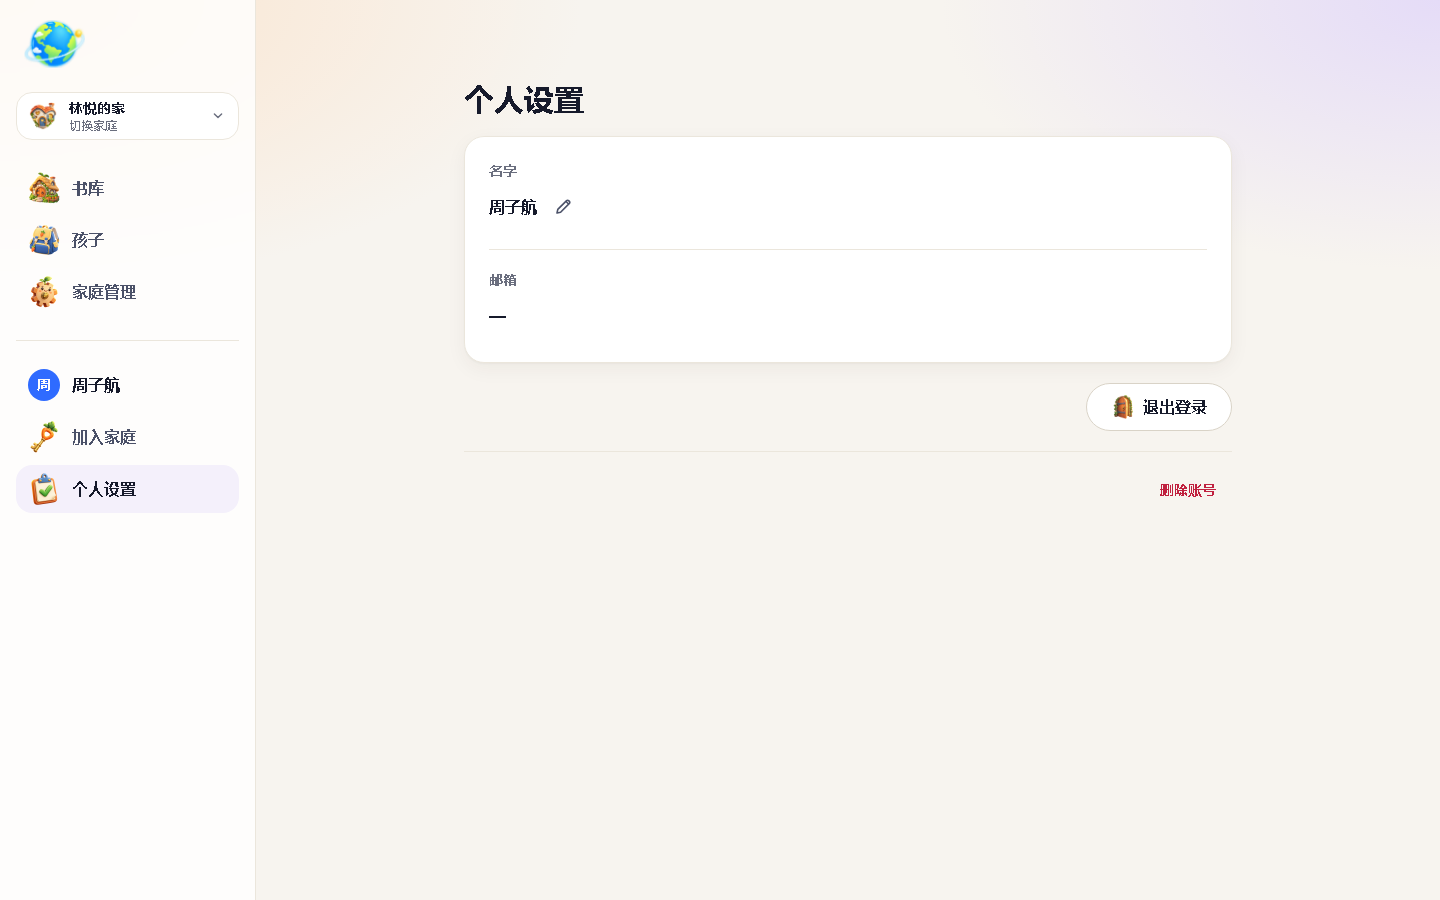 林悦的家
切换家庭
书库
孩子
家庭管理
周
周子航
加入家庭
个人设置
个人设置
名字
周子航
邮箱
—
退出登录
删除账号